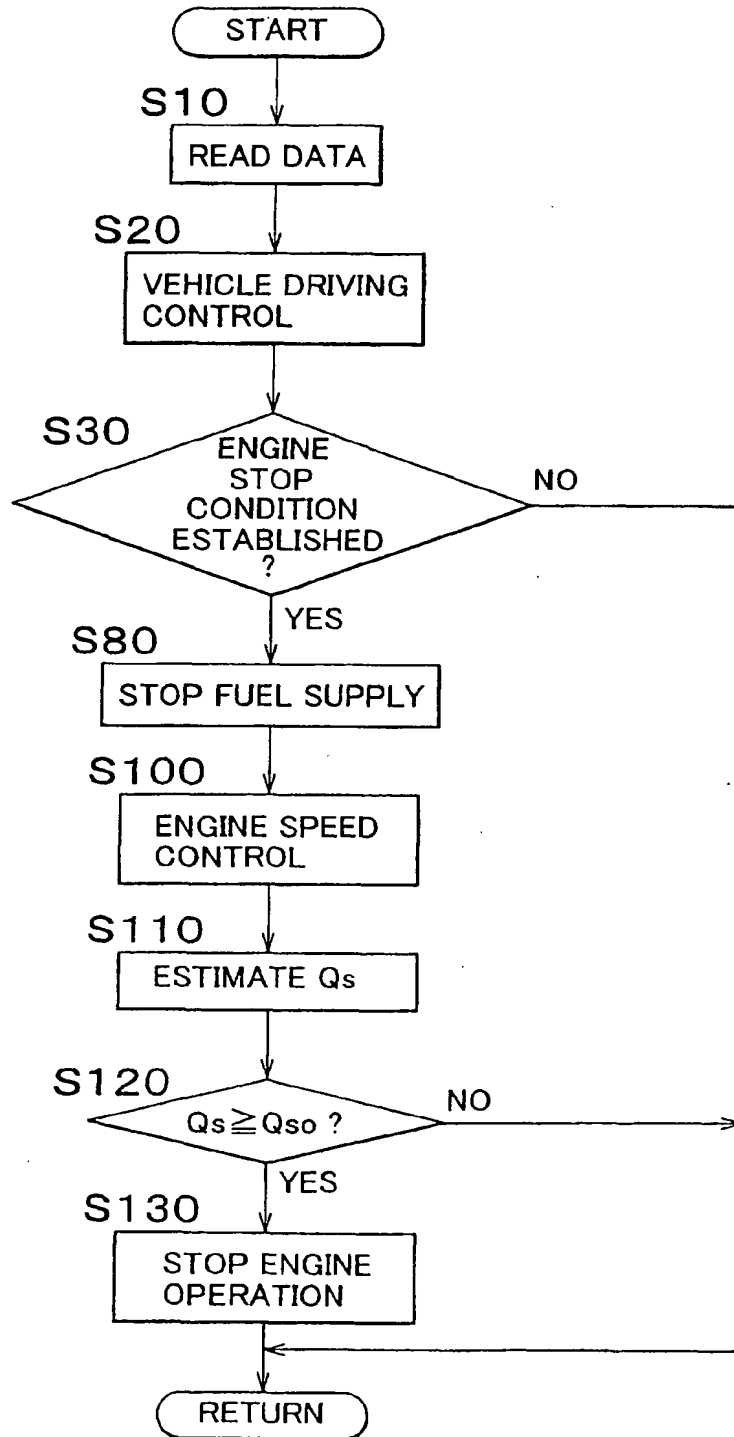 START
S10
READ DATA
S20
VEHICLE DRIVING
CONTROL
S30
ENGINE
STOP
CONDITION
ESTABLISHED
?
NO
YES
S80
STOP FUEL SUPPLY
S100
ENGINE SPEED
CONTROL
S110
ESTIMATE Qs
S120
Qs≧Qso ?
NO
YES
S130
STOP ENGINE
OPERATION
RETURN